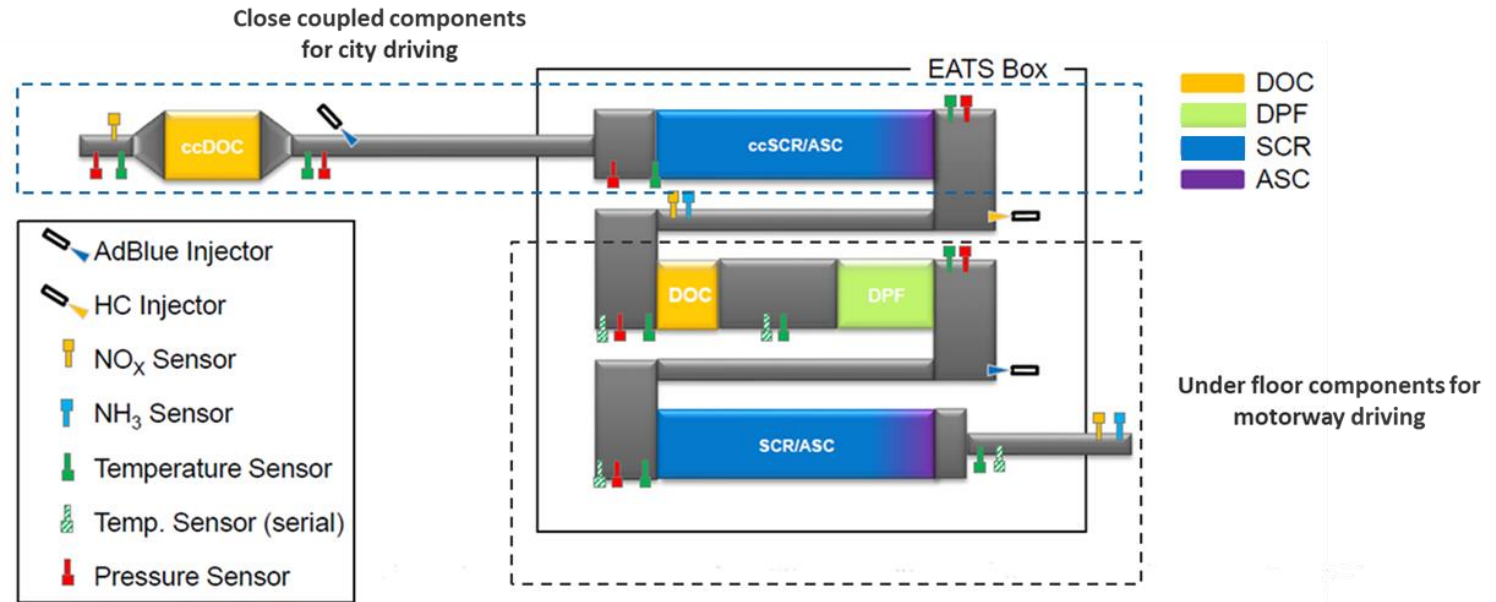 Close coupled components
for city driving
EATS Box
DOC
DPF
SCR
ASC
ccDOC
ccSCR/ASC
AdBlue Injector
HC Injector
NOX Sensor
NH3 Sensor
Temperature Sensor
Temp. Sensor (serial)
Pressure Sensor
DOC
DPF
SCR/ASC
Under floor components for
motorway driving